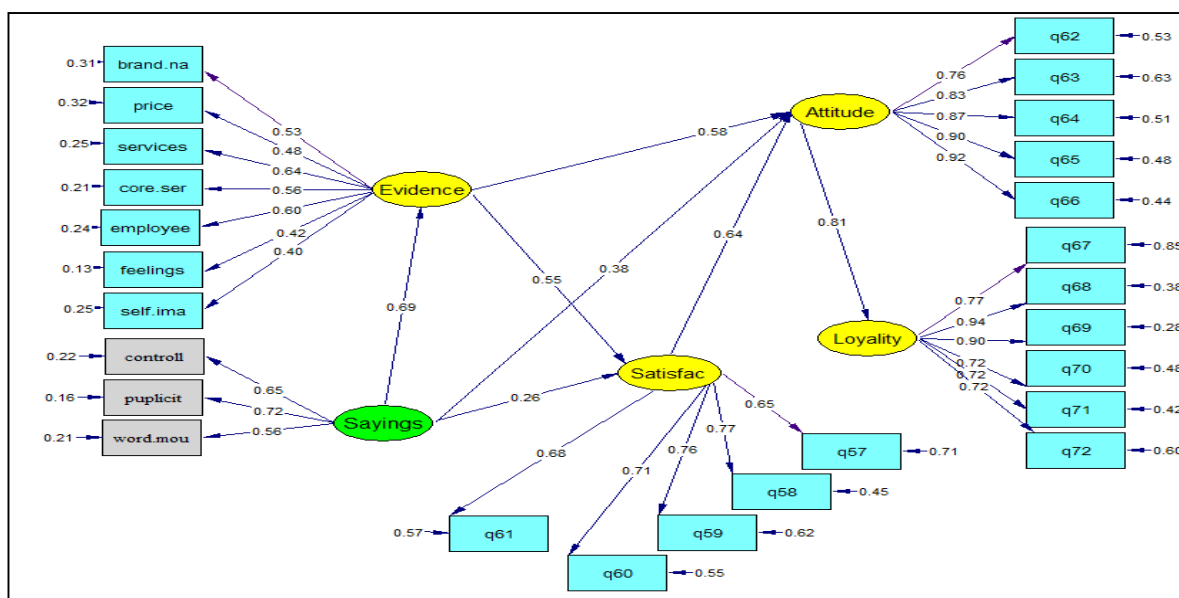 0.31 brand.na
0.32 price
0.25 services
0.21 core.ser
0.24 employee
0.13 feelings
0.25 self.ima
0.22 controll
0.16 puplicit
0.21 word.mou
0.53
0.48
0.64
0.56
0.60
0.42
0.40
0.65
0.72
0.56
Evidence
Sayings
0.69
0.58
0.55
0.38
0.26
0.64
Satisfac
0.68
0.71
0.76
0.77
0.65
0.57 q61
q60 0.55
q59 0.62
q58 0.45
q57 0.71
Attitude
0.81
Loyality
0.76
0.83
0.87
0.90
0.92
q62 0.53
q63 0.63
q64 0.51
q65 0.48
q66 0.44
0.77
0.94
0.90
0.72
0.72
0.72
q67 0.85
q68 0.38
q69 0.28
q70 0.48
q71 0.42
q72 0.60